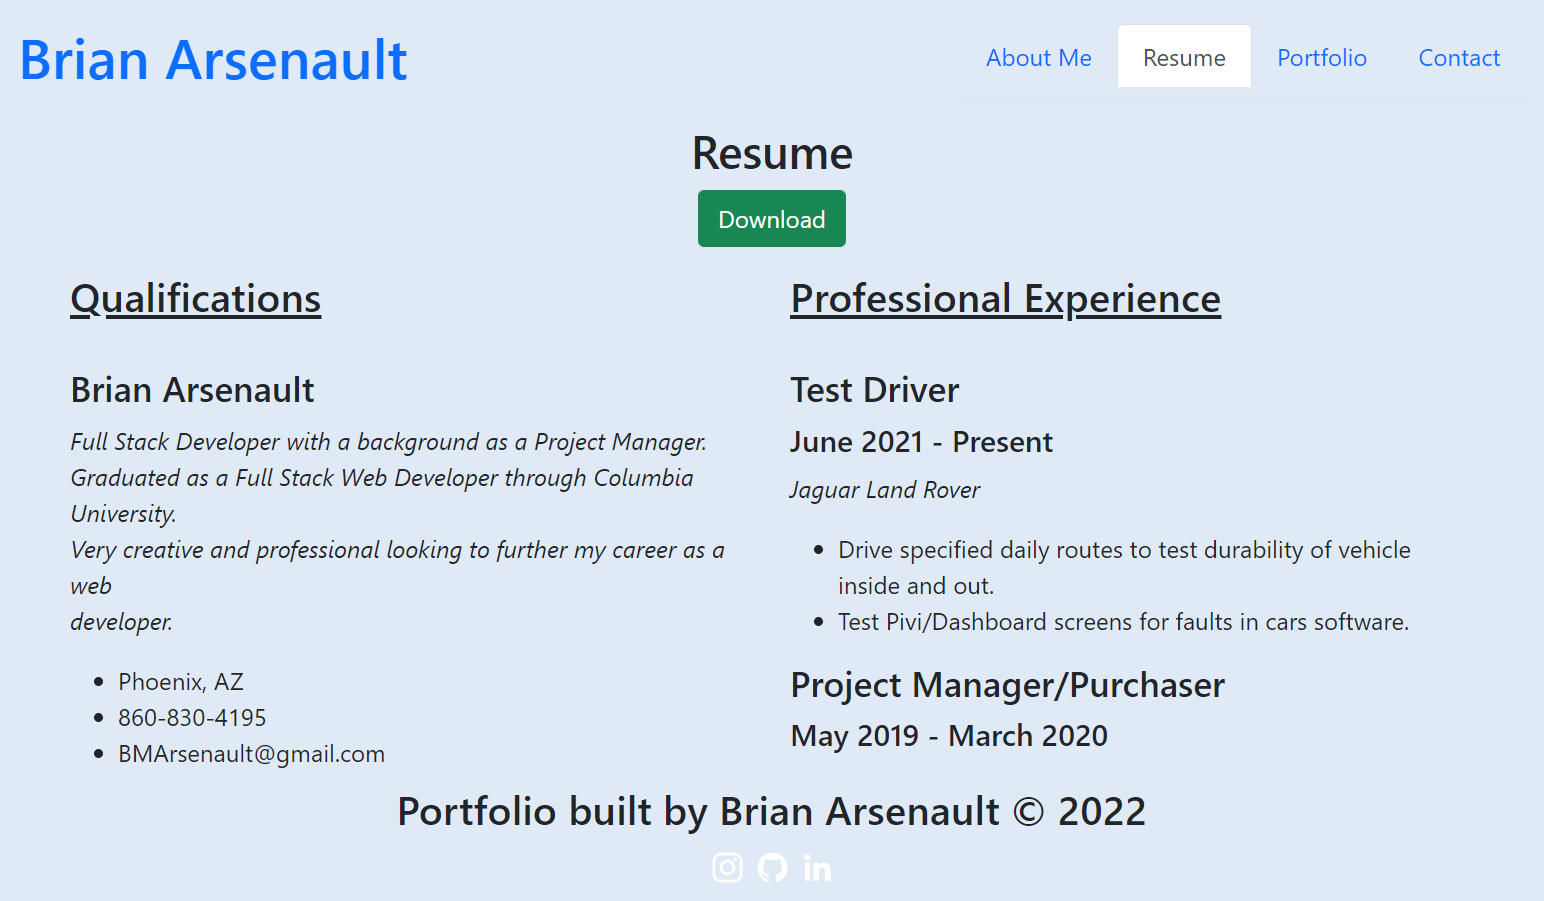 Brian Arsenault
About Me
Resume
Portfolio
Contact
Resume
Download
Qualifications
Brian Arsenault
Full Stack Developer with a background as a Project Manager.
Graduated as a Full Stack Web Developer through Columbia
University.
Very creative and professional looking to further my career as a
web
developer.
• Phoenix, AZ
• 860-830-4195
• BMArsenault@gmail.com
Professional Experience
Test Driver
June 2021 - Present
Jaguar Land Rover
• Drive specified daily routes to test durability of vehicle
inside and out.
• Test Pivi/Dashboard screens for faults in cars software.
Project Manager/Purchaser
May 2019 - March 2020
Portfolio built by Brian Arsenault © 2022
in